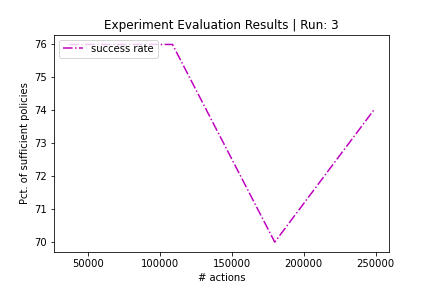 Experiment Evaluation Results | Run: 3
success rate
Pct. of sufficient policies
76
75
74
73
72
71
70
50000 100000 150000 200000 250000
# actions